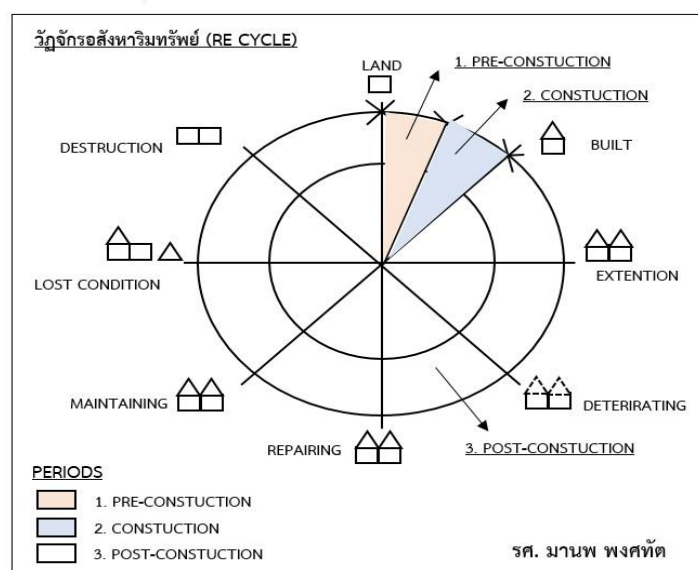 วัฏจักรอสังหาริมทรัพย์ (RE CYCLE)
LAND
1. PRE-CONSTUCTION
2. CONSTUCTION
BUILT
DESTRUCTION
EXTENTION
LOST CONDITION
DETERIRATING
MAINTAINING
REPAIRING
3. POST-CONSTUCTION
PERIODS
1. PRE-CONSTUCTION
2. CONSTUCTION
3. POST-CONSTUCTION
รศ. มานพ พงศทัต